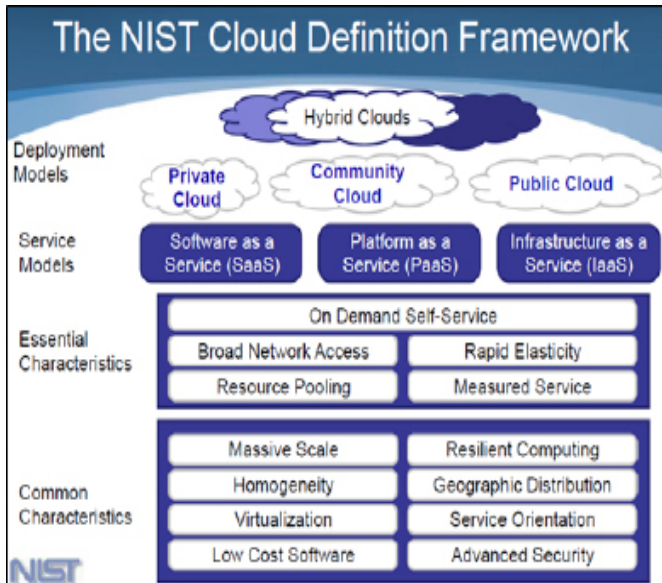 The NIST Cloud Definition Framework
Hybrid Clouds
Deployment
Models
Private
Cloud
Community
Cloud
Public Cloud
Service
Models
Software as a
Service (SaaS)
Platform as a
Service (PaaS)
Infrastructure as a
Service (IaaS)
Essential
Characteristics
On Demand Self-Service
Broad Network Access
Rapid Elasticity
Resource Pooling
Measured Service
Common
Characteristics
Massive Scale
Resilient Computing
Homogeneity
Geographic Distribution
Virtualization
Service Orientation
Low Cost Software
Advanced Security
NIST